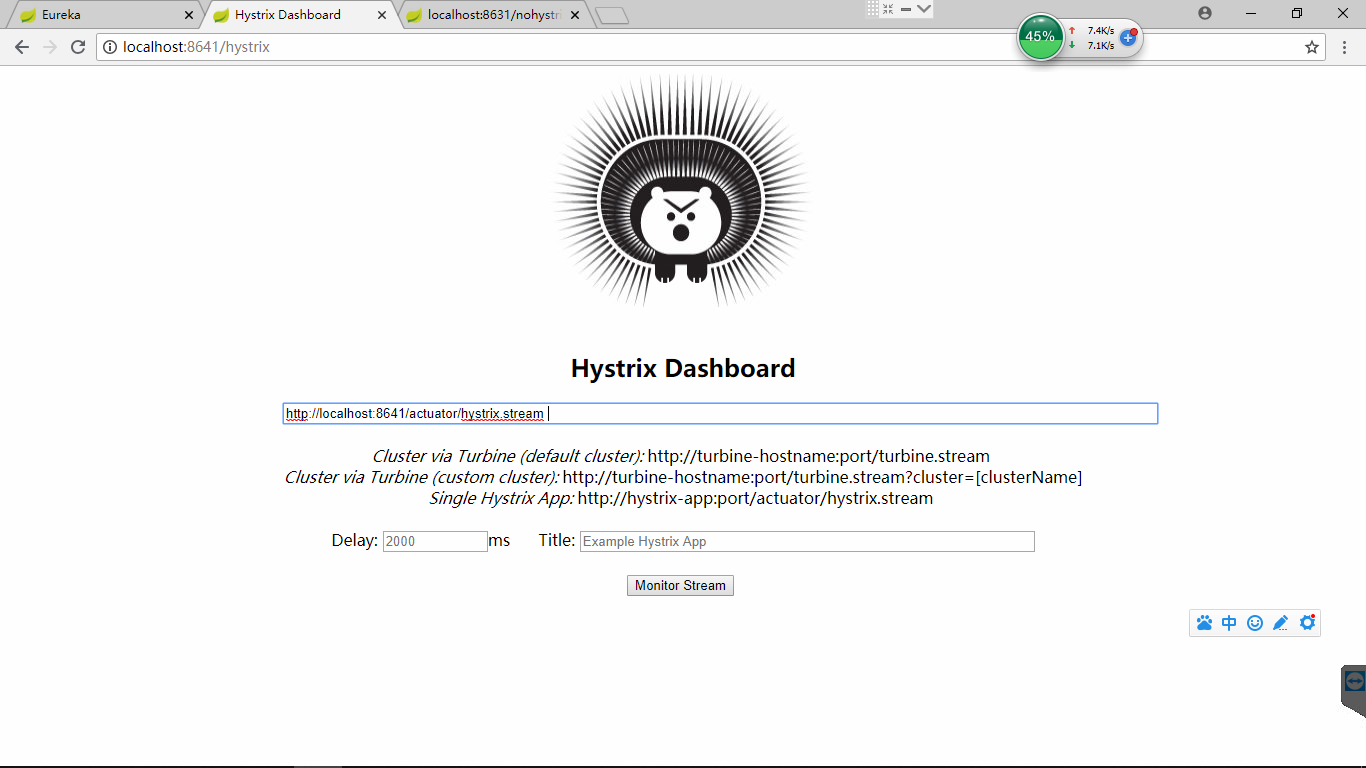 Eureka
Hystrix Dashboard
localhost:8631/nohystri
localhost:8641/hystrix
45%
7.4K/s
7.1K/s
Hystrix Dashboard
http://localhost:8641/actuator/hystrix.stream
Cluster via Turbine (default cluster): http://turbine-hostname:port/turbine.stream
Cluster via Turbine (custom cluster): http://turbine-hostname:port/turbine.stream?cluster=[clusterName]
Single Hystrix App: http://hystrix-app:port/actuator/hystrix.stream
Delay: 2000 ms Title: Example Hystrix App
Monitor Stream
中